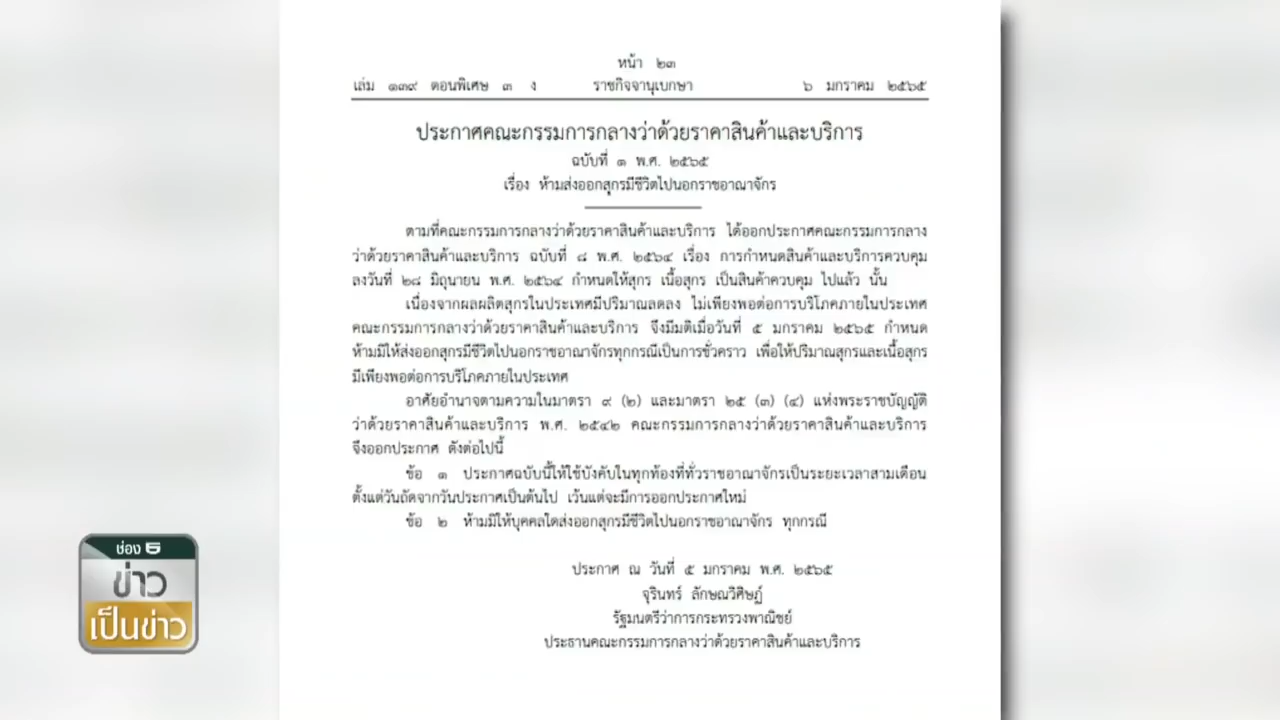 หน้า ๒๓
เล่ม ๑๓๙ ตอนพิเศษ ๓ ง ราชกิจจานุเบกษา ๖ มกราคม ๒๕๖๕
ประกาศคณะกรรมการกลางว่าด้วยราคาสินค้าและบริการ
ฉบับที่ ๑ พ.ศ. ๒๕๖๕
เรื่อง ห้ามส่งออกสุกรมีชีวิตไปนอกราชอาณาจักร
ตามที่คณะกรรมการกลางว่าด้วยราคาสินค้าและบริการ ได้ออกประกาศคณะกรรมการกลาง
ว่าด้วยราคาสินค้าและบริการ ฉบับที่ ๘ พ.ศ. ๒๕๖๔ เรื่อง การกำหนดสินค้าและบริการควบคุม
ลงวันที่ ๒๘ มิถุนายน พ.ศ. ๒๕๖๔ กำหนดให้สุกร เนื้อสุกร เป็นสินค้าควบคุม ไปแล้ว นั้น
เนื่องจากผลผลิตสุกรในประเทศมีปริมาณลดลง ไม่เพียงพอต่อการบริโภคภายในประเทศ
คณะกรรมการกลางว่าด้วยราคาสินค้าและบริการ จึงมีมติเมื่อวันที่ ๕ มกราคม ๒๕๖๕ กำหนด
ห้ามมิให้ส่งออกสุกรมีชีวิตไปนอกราชอาณาจักรทุกกรณีเป็นการชั่วคราว เพื่อให้ปริมาณสุกรและเนื้อสุกร
มีเพียงพอต่อการบริโภคภายในประเทศ
อาศัยอำนาจตามความในมาตรา ๙ (๒) และมาตรา ๒๕ (๓) (๔) แห่งพระราชบัญญัติ
ว่าด้วยราคาสินค้าและบริการ พ.ศ. ๒๕๔๒ คณะกรรมการกลางว่าด้วยราคาสินค้าและบริการ
จึงออกประกาศ ดังต่อไปนี้
ข้อ ๑ ประกาศฉบับนี้ให้ใช้บังคับในทุกท้องที่ทั่วราชอาณาจักรเป็นระยะเวลาสามเดือน
ตั้งแต่วันถัดจากวันประกาศเป็นต้นไป เว้นแต่จะมีการออกประกาศใหม่
ข้อ ๒ ห้ามมิให้บุคคลใดส่งออกสุกรมีชีวิตไปนอกราชอาณาจักร ทุกกรณี
ประกาศ ณ วันที่ ๕ มกราคม พ.ศ. ๒๕๖๕
จุรินทร์ ลักษณวิศิษฏ์
รัฐมนตรีว่าการกระทรวงพาณิชย์
ประธานคณะกรรมการกลางว่าด้วยราคาสินค้าและบริการ
ช่อง 5
ข่าว
เป็นข่าว